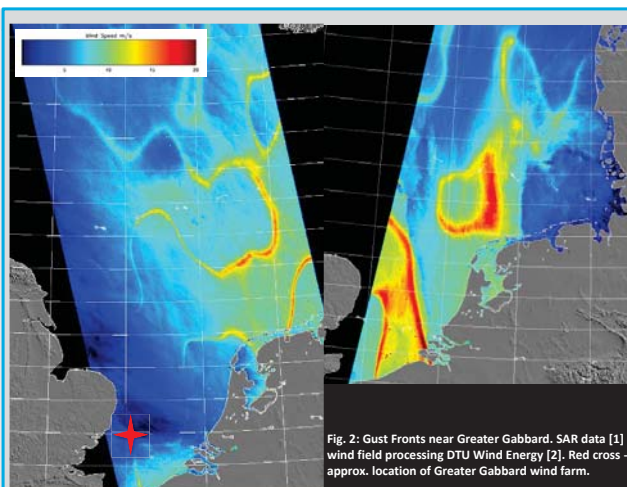 Wind Speed m/s
5 10 15 20
Fig. 2: Gust Fronts near Greater Gabbard. SAR data [1]
wind field processing DTU Wind Energy [2]. Red cross -
approx. location of Greater Gabbard wind farm.